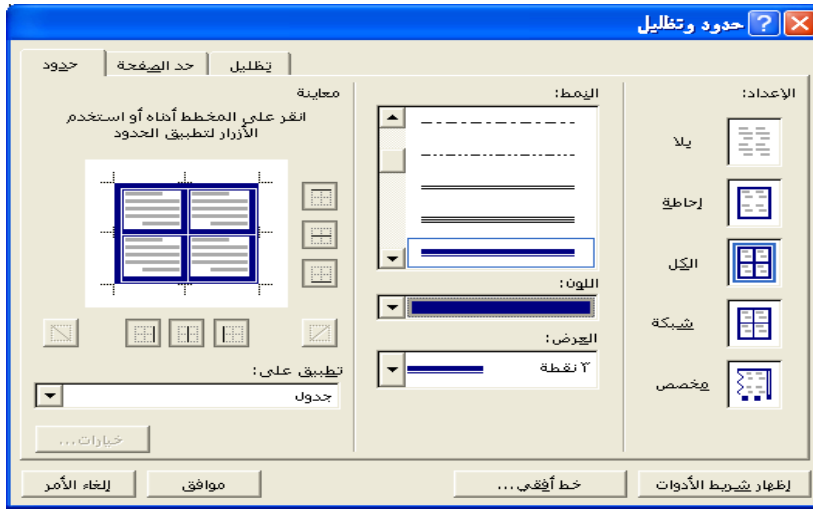 حدود وتظليل
حدود
حد الصفحة
تظليل
الإعداد:
بلا
إحاطة
الكل
شبكة
مخصص
النمط:
اللون:
العرض:
٣ نقطة
معاينة
انقر على المخطط أدناه أو استخدم
الأزرار لتطبيق الحدود
تطبيق على:
جدول
خيارات...
إظهار شريط الأدوات
خط أفقي...
موافق
إلغاء الأمر